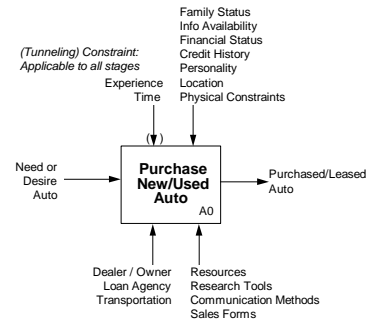 Family Status
Info Availability
Financial Status
Credit History
Personality
Location
Physical Constraints
(Tunneling) Constraint:
Applicable to all stages
Experience
Time
( )
Need or
Desire
Auto
Purchase
New/Used
Auto
A0
Purchased/Leased
Auto
Dealer / Owner
Loan Agency
Transportation
Resources
Research Tools
Communication Methods
Sales Forms